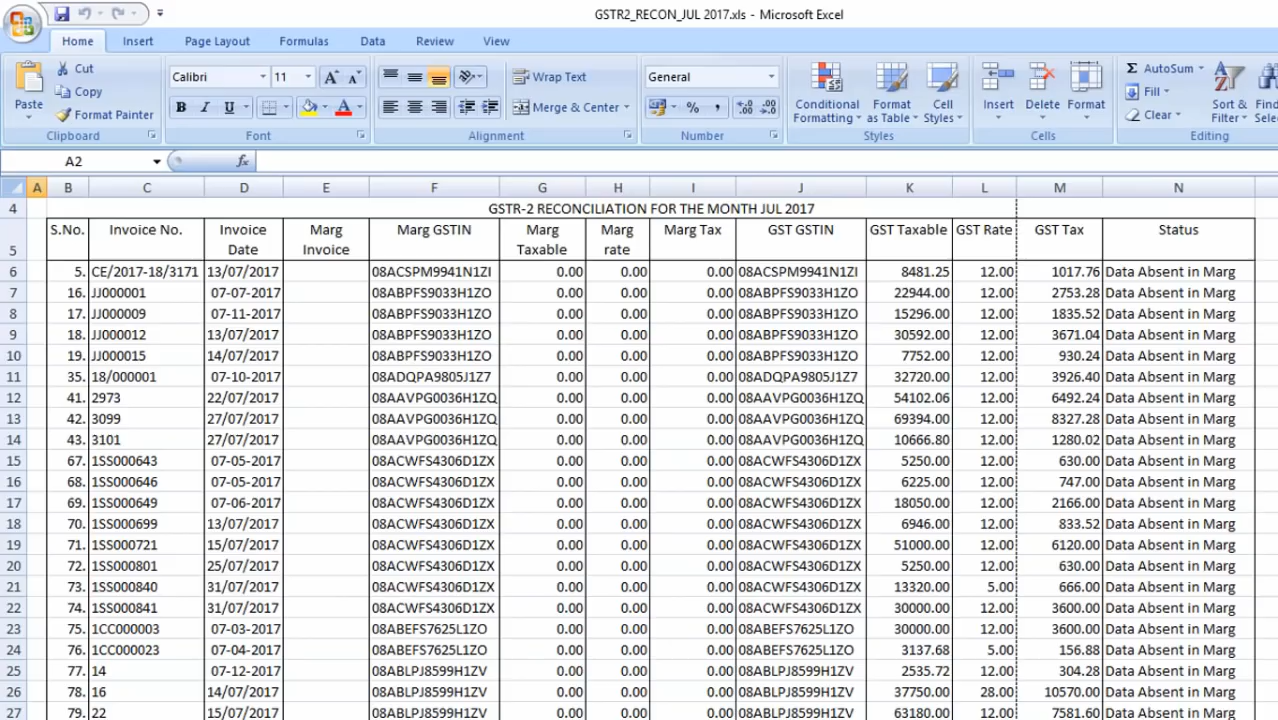 GSTR2_RECON_JUL 2017.xls - Microsoft Excel
Home Insert Page Layout Formulas Data Review View
Paste Cut Copy Format Painter Clipboard
Calibri 11 A A B I U A Font
Wrap Text Merge & Center Alignment
General % , Number
Conditional Formatting Format as Table Cell Styles Styles
Insert Delete Format Cells
Σ AutoSum Fill Clear Sort & Filter Editing
A2 fx
A B C D E F G H I J K L M N
4 GSTR-2 RECONCILIATION FOR THE MONTH JUL 2017
5 S.No. Invoice No. Invoice Date Marg Invoice Marg GSTIN Marg Taxable Marg rate Marg Tax GST GSTIN GST Taxable GST Rate GST Tax Status
6 5. CE/2017-18/3171 13/07/2017 08ACSPM9941N1ZI 0.00 0.00 0.00 08ACSPM9941N1ZI 8481.25 12.00 1017.76 Data Absent in Marg
7 16. JJ000001 07-07-2017 08ABPFS9033H1ZO 0.00 0.00 0.00 08ABPFS9033H1ZO 22944.00 12.00 2753.28 Data Absent in Marg
8 17. JJ000009 07-11-2017 08ABPFS9033H1ZO 0.00 0.00 0.00 08ABPFS9033H1ZO 15296.00 12.00 1835.52 Data Absent in Marg
9 18. JJ000012 13/07/2017 08ABPFS9033H1ZO 0.00 0.00 0.00 08ABPFS9033H1ZO 30592.00 12.00 3671.04 Data Absent in Marg
10 19. JJ000015 14/07/2017 08ABPFS9033H1ZO 0.00 0.00 0.00 08ABPFS9033H1ZO 7752.00 12.00 930.24 Data Absent in Marg
11 35. 18/000001 07-10-2017 08ADQPA9805J1Z7 0.00 0.00 0.00 08ADQPA9805J1Z7 32720.00 12.00 3926.40 Data Absent in Marg
12 41. 2973 22/07/2017 08AAVPG0036H1ZQ 0.00 0.00 0.00 08AAVPG0036H1ZQ 54102.06 12.00 6492.24 Data Absent in Marg
13 42. 3099 27/07/2017 08AAVPG0036H1ZQ 0.00 0.00 0.00 08AAVPG0036H1ZQ 69394.00 12.00 8327.28 Data Absent in Marg
14 43. 3101 27/07/2017 08AAVPG0036H1ZQ 0.00 0.00 0.00 08AAVPG0036H1ZQ 10666.80 12.00 1280.02 Data Absent in Marg
15 67. 1SS000643 07-05-2017 08ACWFS4306D1ZX 0.00 0.00 0.00 08ACWFS4306D1ZX 5250.00 12.00 630.00 Data Absent in Marg
16 68. 1SS000646 07-05-2017 08ACWFS4306D1ZX 0.00 0.00 0.00 08ACWFS4306D1ZX 6225.00 12.00 747.00 Data Absent in Marg
17 69. 1SS000649 07-06-2017 08ACWFS4306D1ZX 0.00 0.00 0.00 08ACWFS4306D1ZX 18050.00 12.00 2166.00 Data Absent in Marg
18 70. 1SS000699 13/07/2017 08ACWFS4306D1ZX 0.00 0.00 0.00 08ACWFS4306D1ZX 6946.00 12.00 833.52 Data Absent in Marg
19 71. 1SS000721 15/07/2017 08ACWFS4306D1ZX 0.00 0.00 0.00 08ACWFS4306D1ZX 51000.00 12.00 6120.00 Data Absent in Marg
20 72. 1SS000801 25/07/2017 08ACWFS4306D1ZX 0.00 0.00 0.00 08ACWFS4306D1ZX 5250.00 12.00 630.00 Data Absent in Marg
21 73. 1SS000840 31/07/2017 08ACWFS4306D1ZX 0.00 0.00 0.00 08ACWFS4306D1ZX 13320.00 5.00 666.00 Data Absent in Marg
22 74. 1SS000841 31/07/2017 08ACWFS4306D1ZX 0.00 0.00 0.00 08ACWFS4306D1ZX 30000.00 12.00 3600.00 Data Absent in Marg
23 75. 1CC000003 07-03-2017 08ABEFS7625L1ZO 0.00 0.00 0.00 08ABEFS7625L1ZO 30000.00 12.00 3600.00 Data Absent in Marg
24 76. 1CC000023 07-04-2017 08ABEFS7625L1ZO 0.00 0.00 0.00 08ABEFS7625L1ZO 3137.68 5.00 156.88 Data Absent in Marg
25 77. 14 07-12-2017 08ABLPJ8599H1ZV 0.00 0.00 0.00 08ABLPJ8599H1ZV 2535.72 12.00 304.28 Data Absent in Marg
26 78. 16 14/07/2017 08ABLPJ8599H1ZV 0.00 0.00 0.00 08ABLPJ8599H1ZV 37750.00 28.00 10570.00 Data Absent in Marg
27 79. 22 15/07/2017 08ABLPJ8599H1ZV 0.00 0.00 0.00 08ABLPJ8599H1ZV 63180.00 12.00 7581.60 Data Absent in Marg